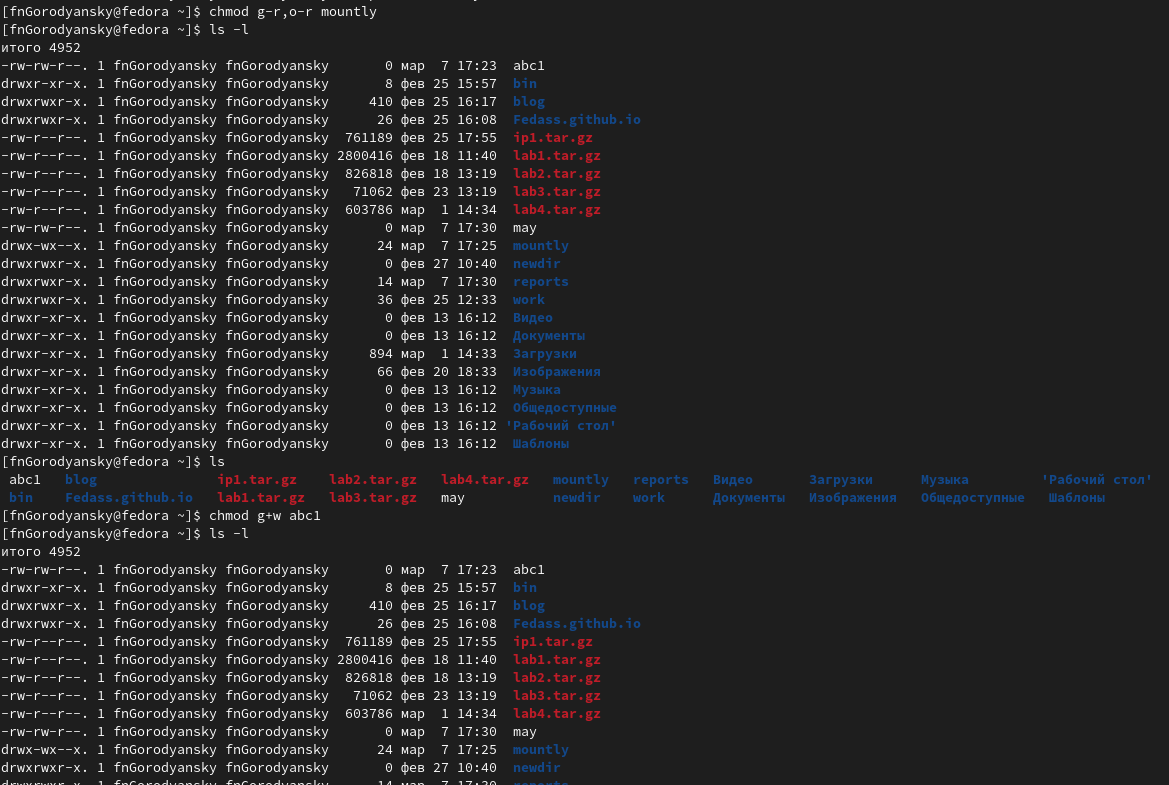 [fnGorodyansky@fedora ~]$ chmod g-r,o-r mountly
[fnGorodyansky@fedora ~]$ ls -l
итого 4952
-rw-rw-r--. 1 fnGorodyansky fnGorodyansky       0 мар  7 17:23  abc1
drwxr-xr-x. 1 fnGorodyansky fnGorodyansky       8 фев 25 15:57  bin
drwxrwxr-x. 1 fnGorodyansky fnGorodyansky     410 фев 25 16:17  blog
drwxrwxr-x. 1 fnGorodyansky fnGorodyansky      26 фев 25 16:08  Fedass.github.io
-rw-r--r--. 1 fnGorodyansky fnGorodyansky  761189 фев 25 17:55  ip1.tar.gz
-rw-r--r--. 1 fnGorodyansky fnGorodyansky 2800416 фев 18 11:40  lab1.tar.gz
-rw-r--r--. 1 fnGorodyansky fnGorodyansky  826818 фев 18 13:19  lab2.tar.gz
-rw-r--r--. 1 fnGorodyansky fnGorodyansky   71062 фев 23 13:19  lab3.tar.gz
-rw-r--r--. 1 fnGorodyansky fnGorodyansky  603786 мар  1 14:34  lab4.tar.gz
-rw-rw-r--. 1 fnGorodyansky fnGorodyansky       0 мар  7 17:30  may
drwx-wx--x. 1 fnGorodyansky fnGorodyansky      24 мар  7 17:25  mountly
drwxrwxr-x. 1 fnGorodyansky fnGorodyansky       0 фев 27 10:40  newdir
drwxrwxr-x. 1 fnGorodyansky fnGorodyansky      14 мар  7 17:30  reports
drwxrwxr-x. 1 fnGorodyansky fnGorodyansky      36 фев 25 12:33  work
drwxr-xr-x. 1 fnGorodyansky fnGorodyansky       0 фев 13 16:12  Видео
drwxr-xr-x. 1 fnGorodyansky fnGorodyansky       0 фев 13 16:12  Документы
drwxr-xr-x. 1 fnGorodyansky fnGorodyansky     894 мар  1 14:33  Загрузки
drwxr-xr-x. 1 fnGorodyansky fnGorodyansky      66 фев 20 18:33  Изображения
drwxr-xr-x. 1 fnGorodyansky fnGorodyansky       0 фев 13 16:12  Музыка
drwxr-xr-x. 1 fnGorodyansky fnGorodyansky       0 фев 13 16:12  Общедоступные
drwxr-xr-x. 1 fnGorodyansky fnGorodyansky       0 фев 13 16:12 'Рабочий стол'
drwxr-xr-x. 1 fnGorodyansky fnGorodyansky       0 фев 13 16:12  Шаблоны
[fnGorodyansky@fedora ~]$ ls
 abc1   blog               ip1.tar.gz    lab2.tar.gz   lab4.tar.gz   mountly   reports   Видео       Загрузки      Музыка         'Рабочий стол'
 bin    Fedass.github.io   lab1.tar.gz   lab3.tar.gz   may           newdir    work      Документы   Изображения   Общедоступные   Шаблоны
[fnGorodyansky@fedora ~]$ chmod g+w abc1
[fnGorodyansky@fedora ~]$ ls -l
итого 4952
-rw-rw-r--. 1 fnGorodyansky fnGorodyansky       0 мар  7 17:23  abc1
drwxr-xr-x. 1 fnGorodyansky fnGorodyansky       8 фев 25 15:57  bin
drwxrwxr-x. 1 fnGorodyansky fnGorodyansky     410 фев 25 16:17  blog
drwxrwxr-x. 1 fnGorodyansky fnGorodyansky      26 фев 25 16:08  Fedass.github.io
-rw-r--r--. 1 fnGorodyansky fnGorodyansky  761189 фев 25 17:55  ip1.tar.gz
-rw-r--r--. 1 fnGorodyansky fnGorodyansky 2800416 фев 18 11:40  lab1.tar.gz
-rw-r--r--. 1 fnGorodyansky fnGorodyansky  826818 фев 18 13:19  lab2.tar.gz
-rw-r--r--. 1 fnGorodyansky fnGorodyansky   71062 фев 23 13:19  lab3.tar.gz
-rw-r--r--. 1 fnGorodyansky fnGorodyansky  603786 мар  1 14:34  lab4.tar.gz
-rw-rw-r--. 1 fnGorodyansky fnGorodyansky       0 мар  7 17:30  may
drwx-wx--x. 1 fnGorodyansky fnGorodyansky      24 мар  7 17:25  mountly
drwxrwxr-x. 1 fnGorodyansky fnGorodyansky       0 фев 27 10:40  newdir